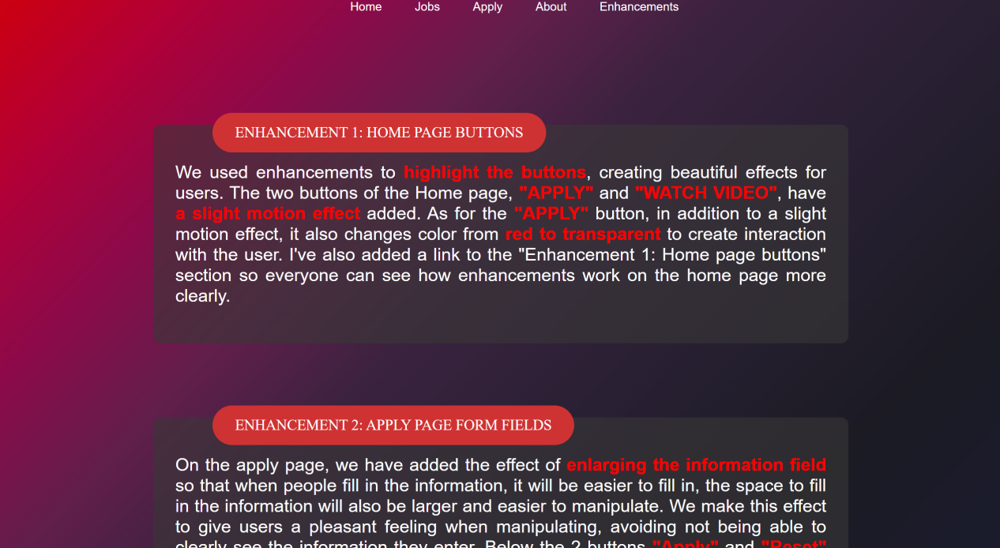 Home Jobs Apply About Enhancements
ENHANCEMENT 1: HOME PAGE BUTTONS
We used enhancements to highlight the buttons, creating beautiful effects for
users. The two buttons of the Home page, "APPLY" and "WATCH VIDEO", have
a slight motion effect added. As for the "APPLY" button, in addition to a slight
motion effect, it also changes color from red to transparent to create interaction
with the user. I've also added a link to the "Enhancement 1: Home page buttons"
section so everyone can see how enhancements work on the home page more
clearly.
ENHANCEMENT 2: APPLY PAGE FORM FIELDS
On the apply page, we have added the effect of enlarging the information field
so that when people fill in the information, it will be easier to fill in, the space to fill
in the information will also be larger and easier to manipulate. We make this effect
to give users a pleasant feeling when manipulating, avoiding not being able to
clearly see the information they enter. Below the 2 buttons "Apply" and "Reset"